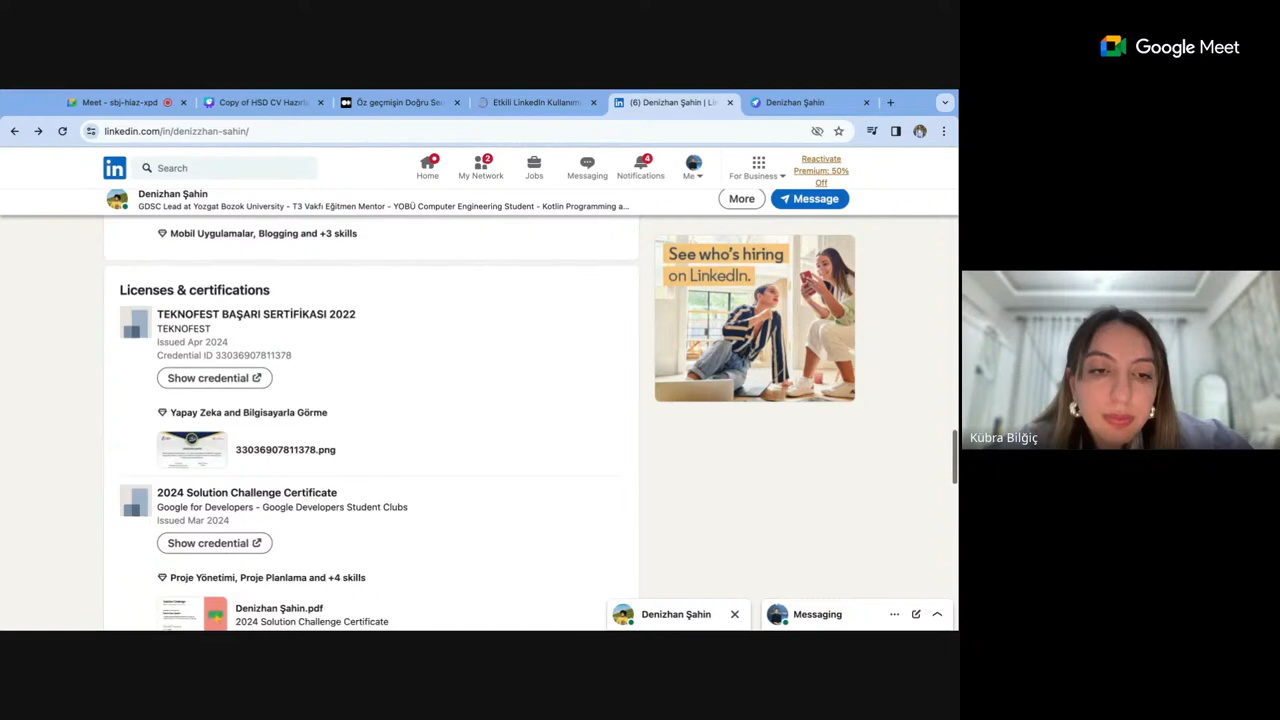 Google Meet
Meet - sbj-hiaz-xpd
Copy of HSD CV Hazırla
Öz geçmişin Doğru Se
Etkili LinkedIn Kullanım
(6) Denizhan Şahin | Lin
Denizhan Şahin
linkedin.com/in/denizzhan-sahin/
Search
Home
2
My Network
Jobs
Messaging
4
Notifications
Me
For Business
Reactivate
Premium: 50%
Off
Denizhan Şahin
GDSC Lead at Yozgat Bozok University - T3 Vakfı Eğitmen Mentor - YOBÜ Computer Engineering Student - Kotlin Programming a...
More
Message
Mobil Uygulamalar, Blogging and +3 skills
See who's hiring
on LinkedIn.
Licenses & certifications
TEKNOFEST BAŞARI SERTİFİKASI 2022
TEKNOFEST
Issued Apr 2024
Credential ID 33036907811378
Show credential
Yapay Zeka and Bilgisayarla Görme
33036907811378.png
2024 Solution Challenge Certificate
Google for Developers - Google Developers Student Clubs
Issued Mar 2024
Show credential
Proje Yönetimi, Proje Planlama and +4 skills
Denizhan Şahin.pdf
2024 Solution Challenge Certificate
Denizhan Şahin
Messaging
Kübra Bilğiç